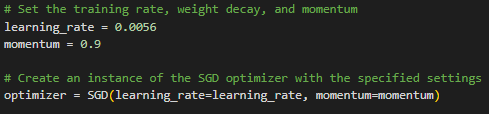 # Set the training rate, weight decay, and momentum
learning_rate = 0.0056
momentum = 0.9
# Create an instance of the SGD optimizer with the specified settings
optimizer = SGD(learning_rate=learning_rate, momentum=momentum)